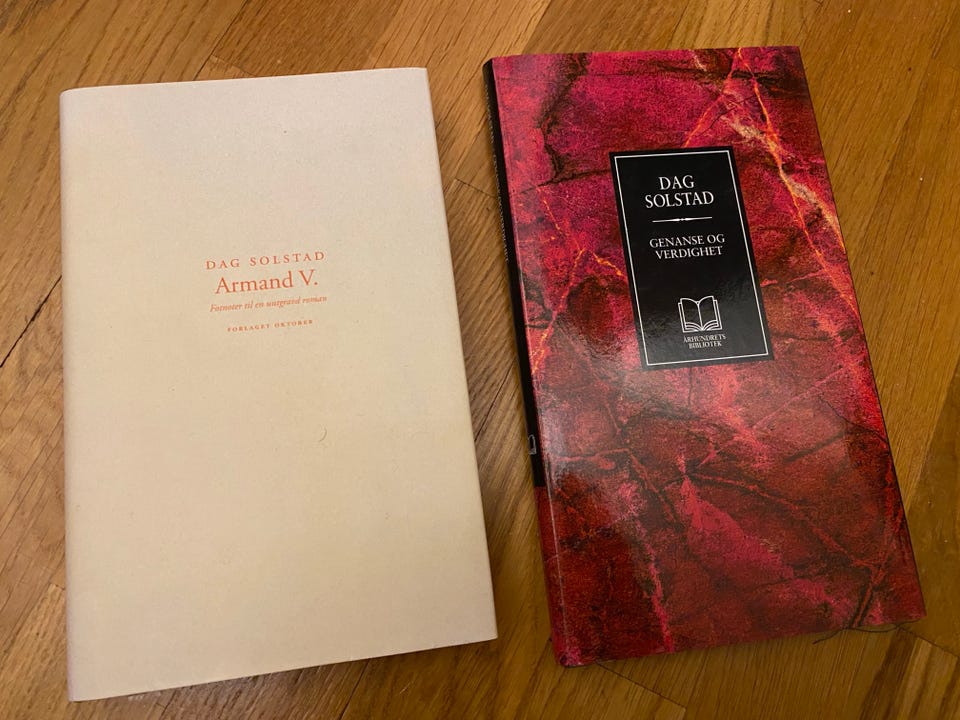 DAG SOLSTAD
Armand V.
Fotnoter til en uutgravd roman
FORLAGET OKTOBER
DAG
SOLSTAD
GENANSE OG
VERDIGHET
ÅRHUNDRETS
BIBLIOTEK